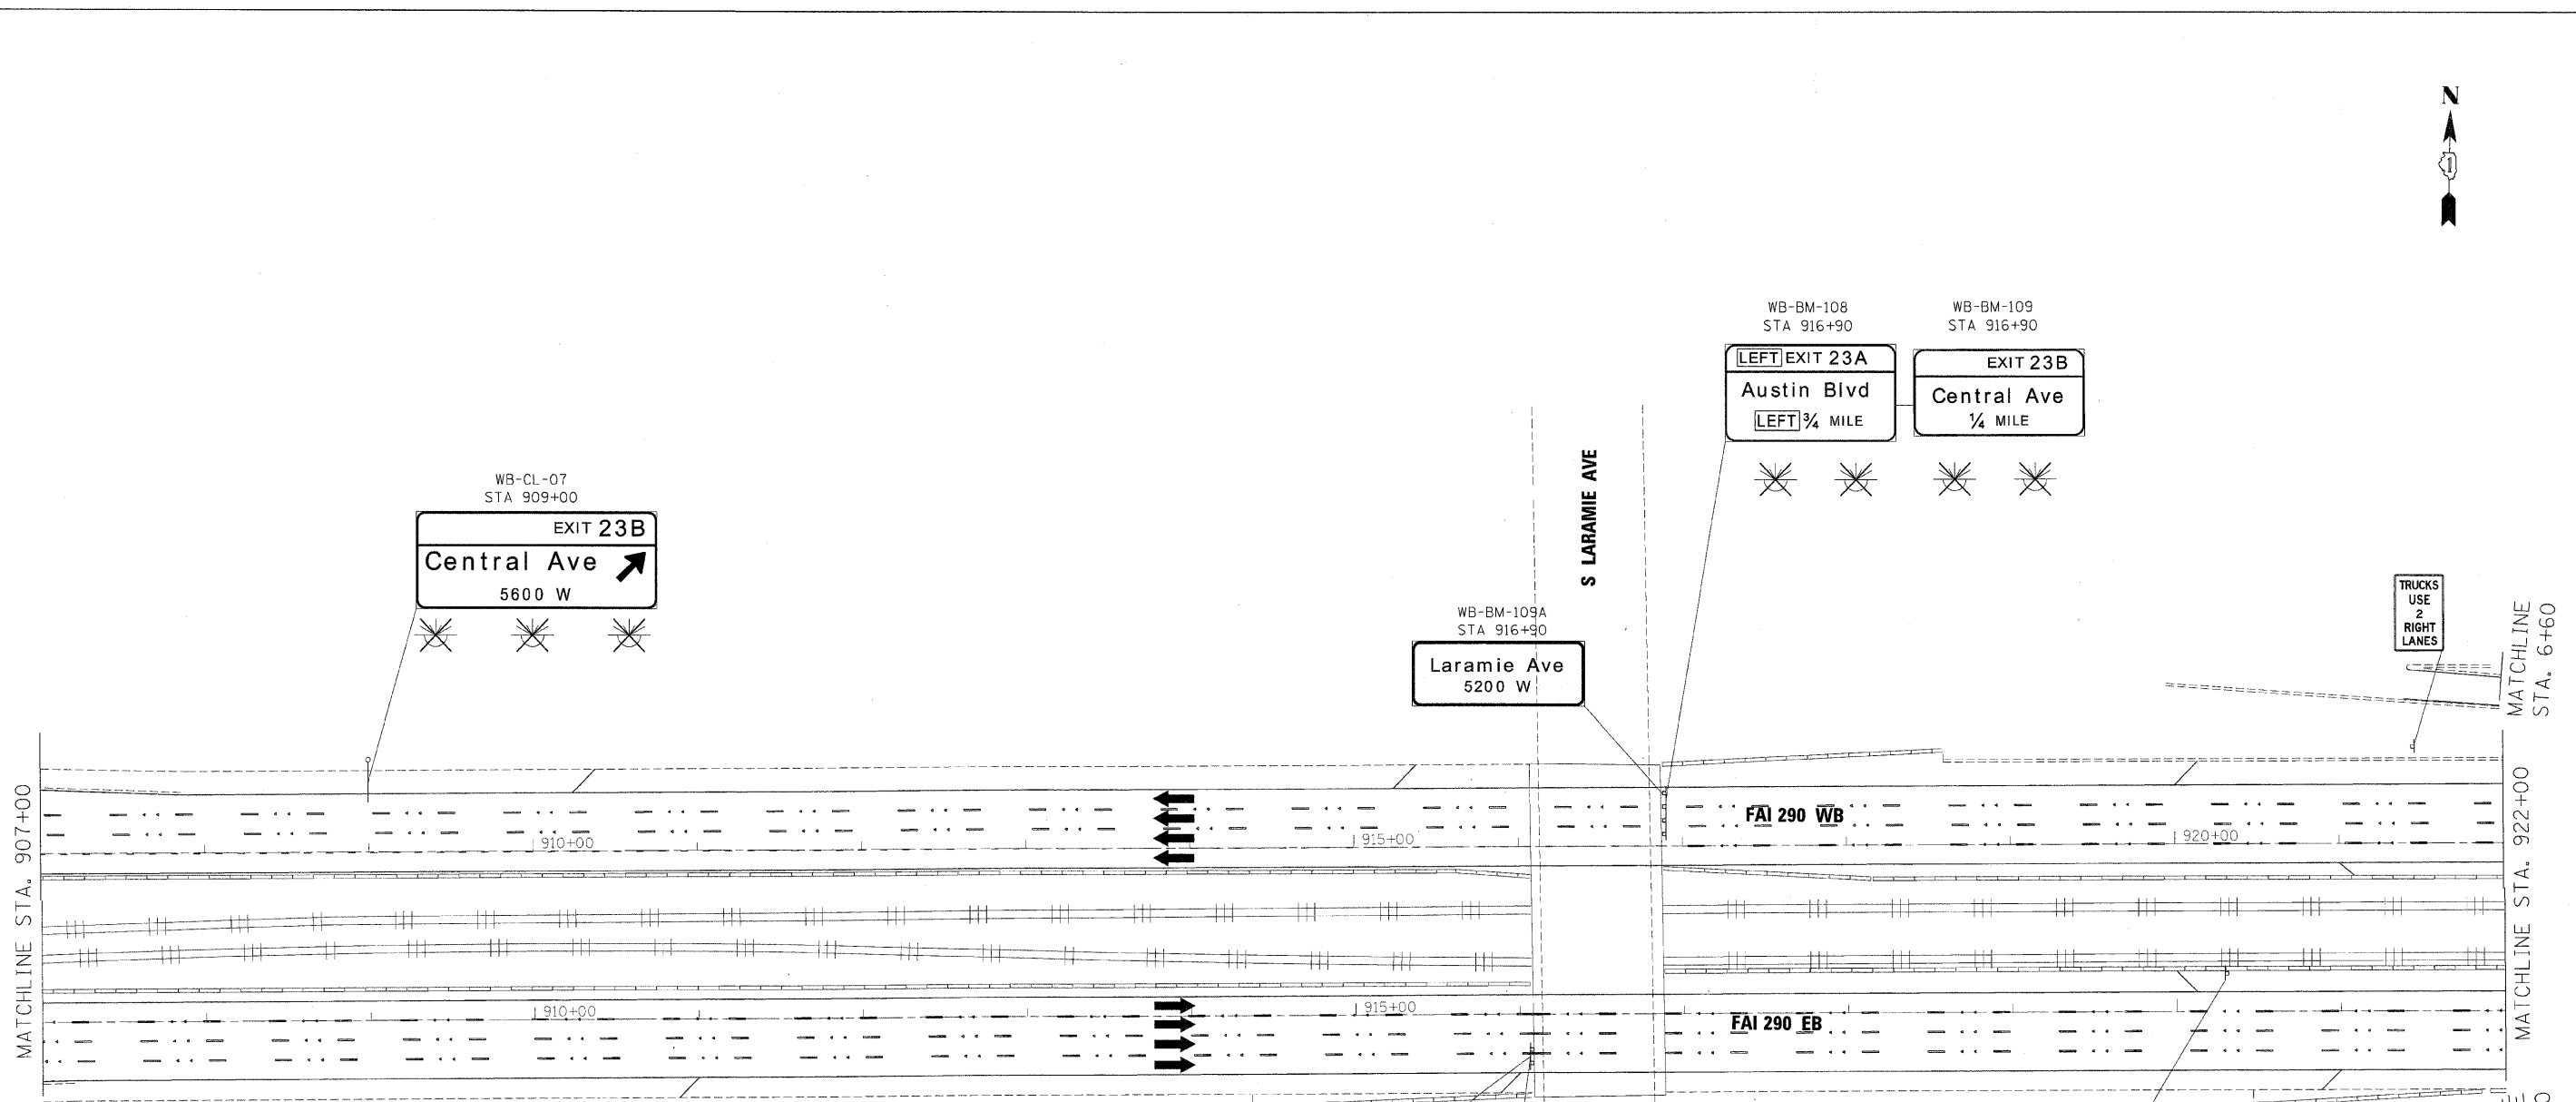 N
1
WB-BM-108
STA 916+90
WB-BM-109
STA 916+90
LEFT EXIT 23A
Austin Blvd
LEFT 3/4 MILE
EXIT 23B
Central Ave
1/4 MILE
WB-CL-07
STA 909+00
EXIT 23B
Central Ave
5600 W
S LARAMIE AVE
WB-BM-109A
STA 916+90
Laramie Ave
5200 W
TRUCKS
USE
2
RIGHT
LANES
MATCHLINE
STA. 6+60
MATCHLINE STA. 907+00
FAI 290 WB
910+00
915+00
920+00
MATCHLINE STA. 922+00
910+00
915+00
FAI 290 EB